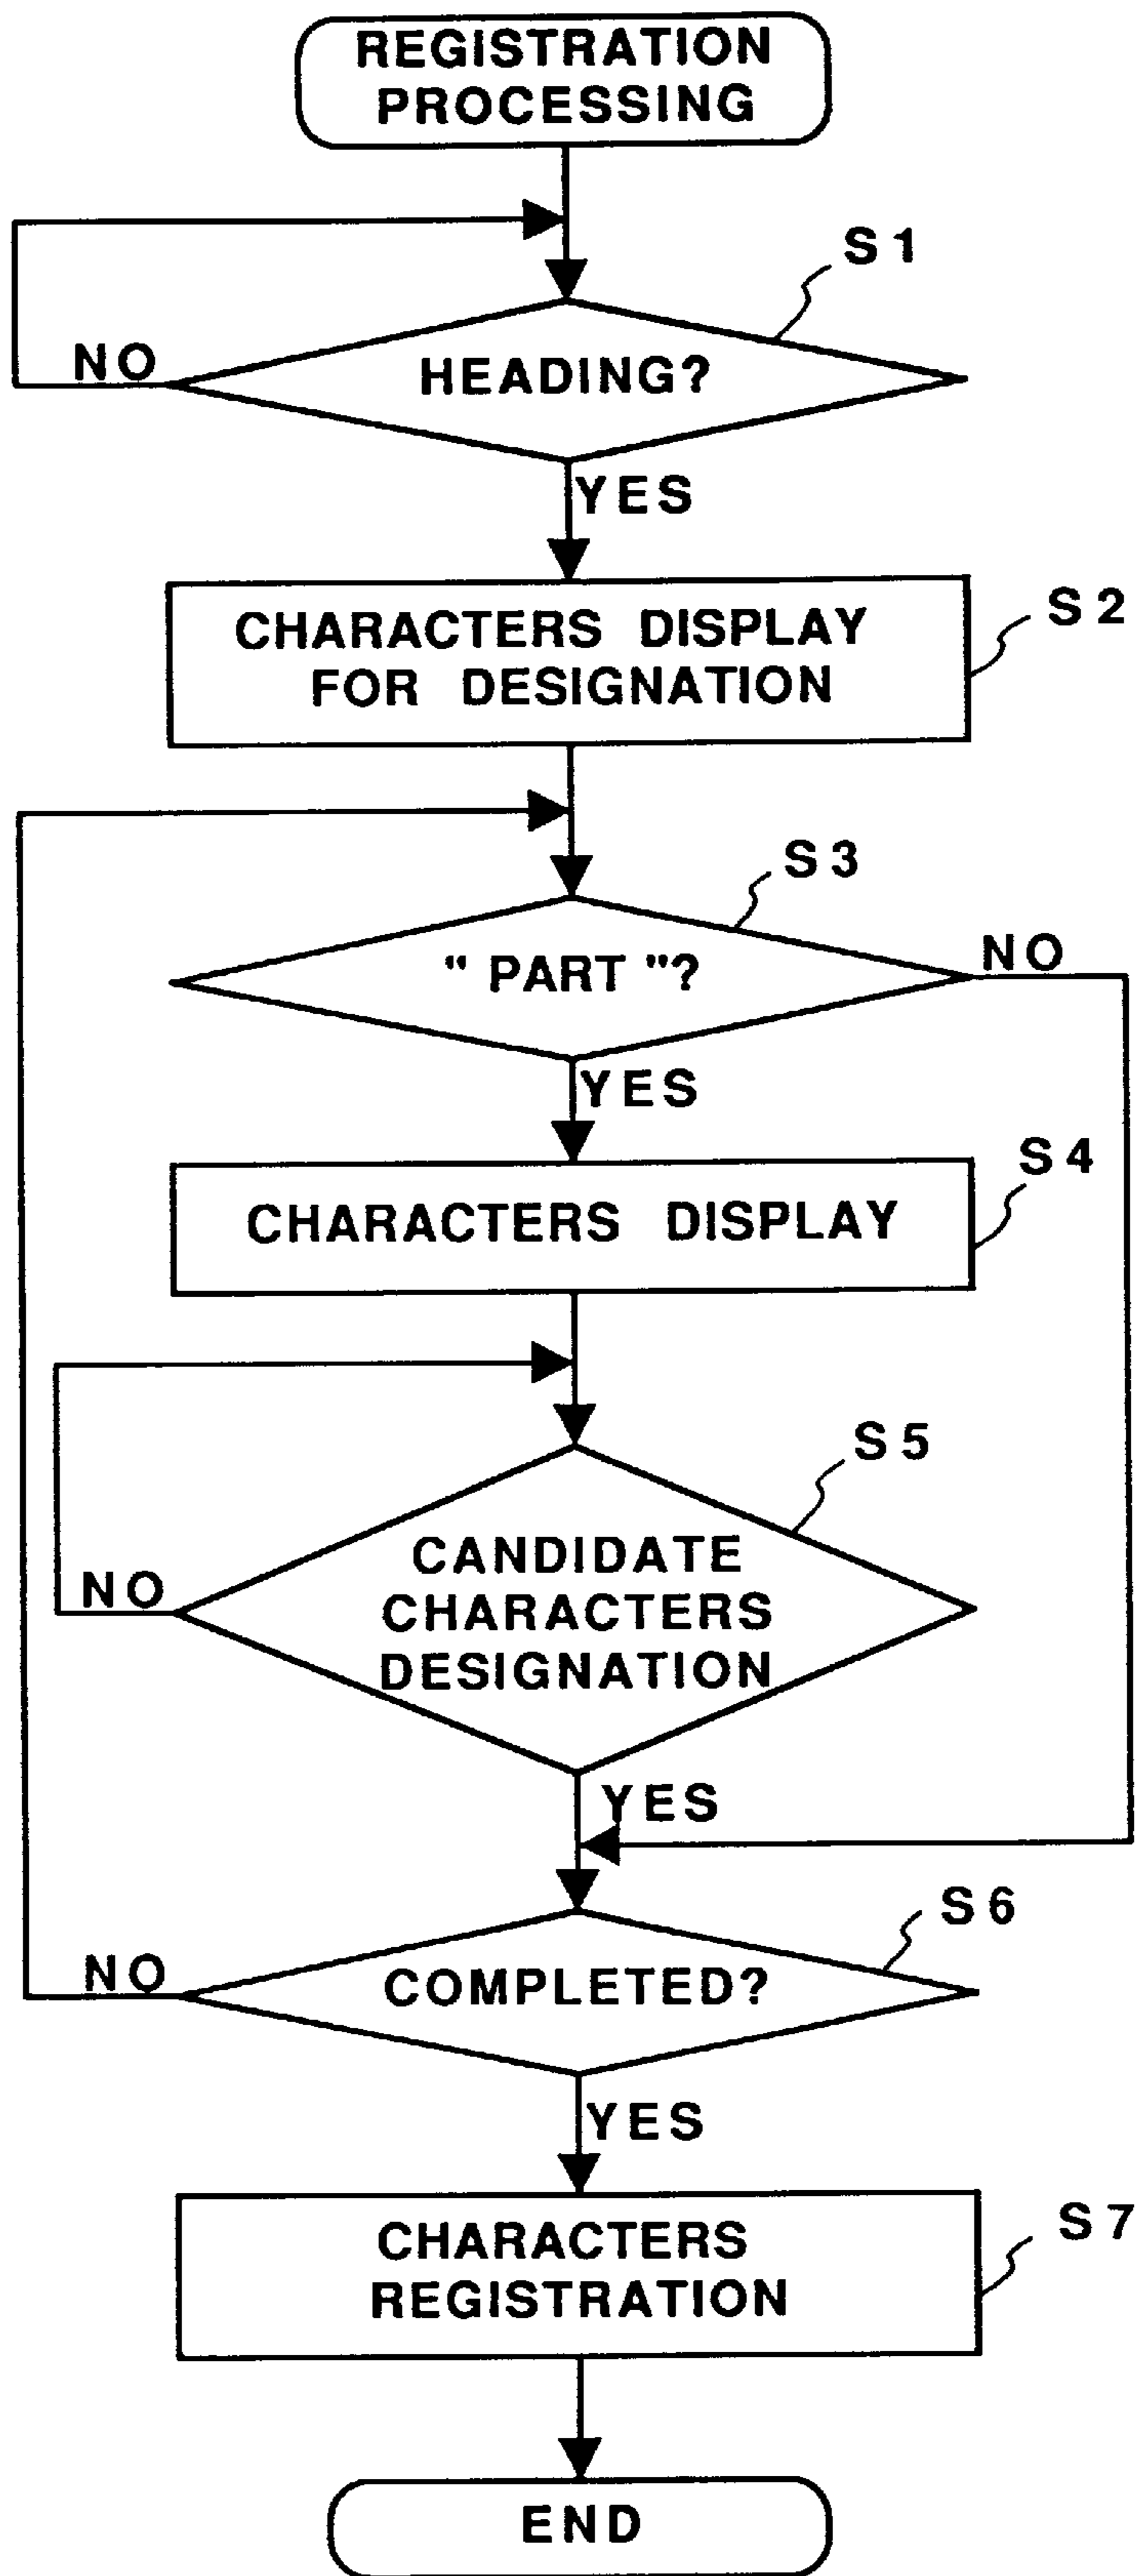 REGISTRATION
PROCESSING
S1
NO
HEADING?
YES
CHARACTERS DISPLAY
FOR DESIGNATION
S2
S3
" PART "?
NO
YES
S4
CHARACTERS DISPLAY
S5
CANDIDATE
CHARACTERS
DESIGNATION
NO
YES
S6
NO
COMPLETED?
YES
CHARACTERS
REGISTRATION
S7
END